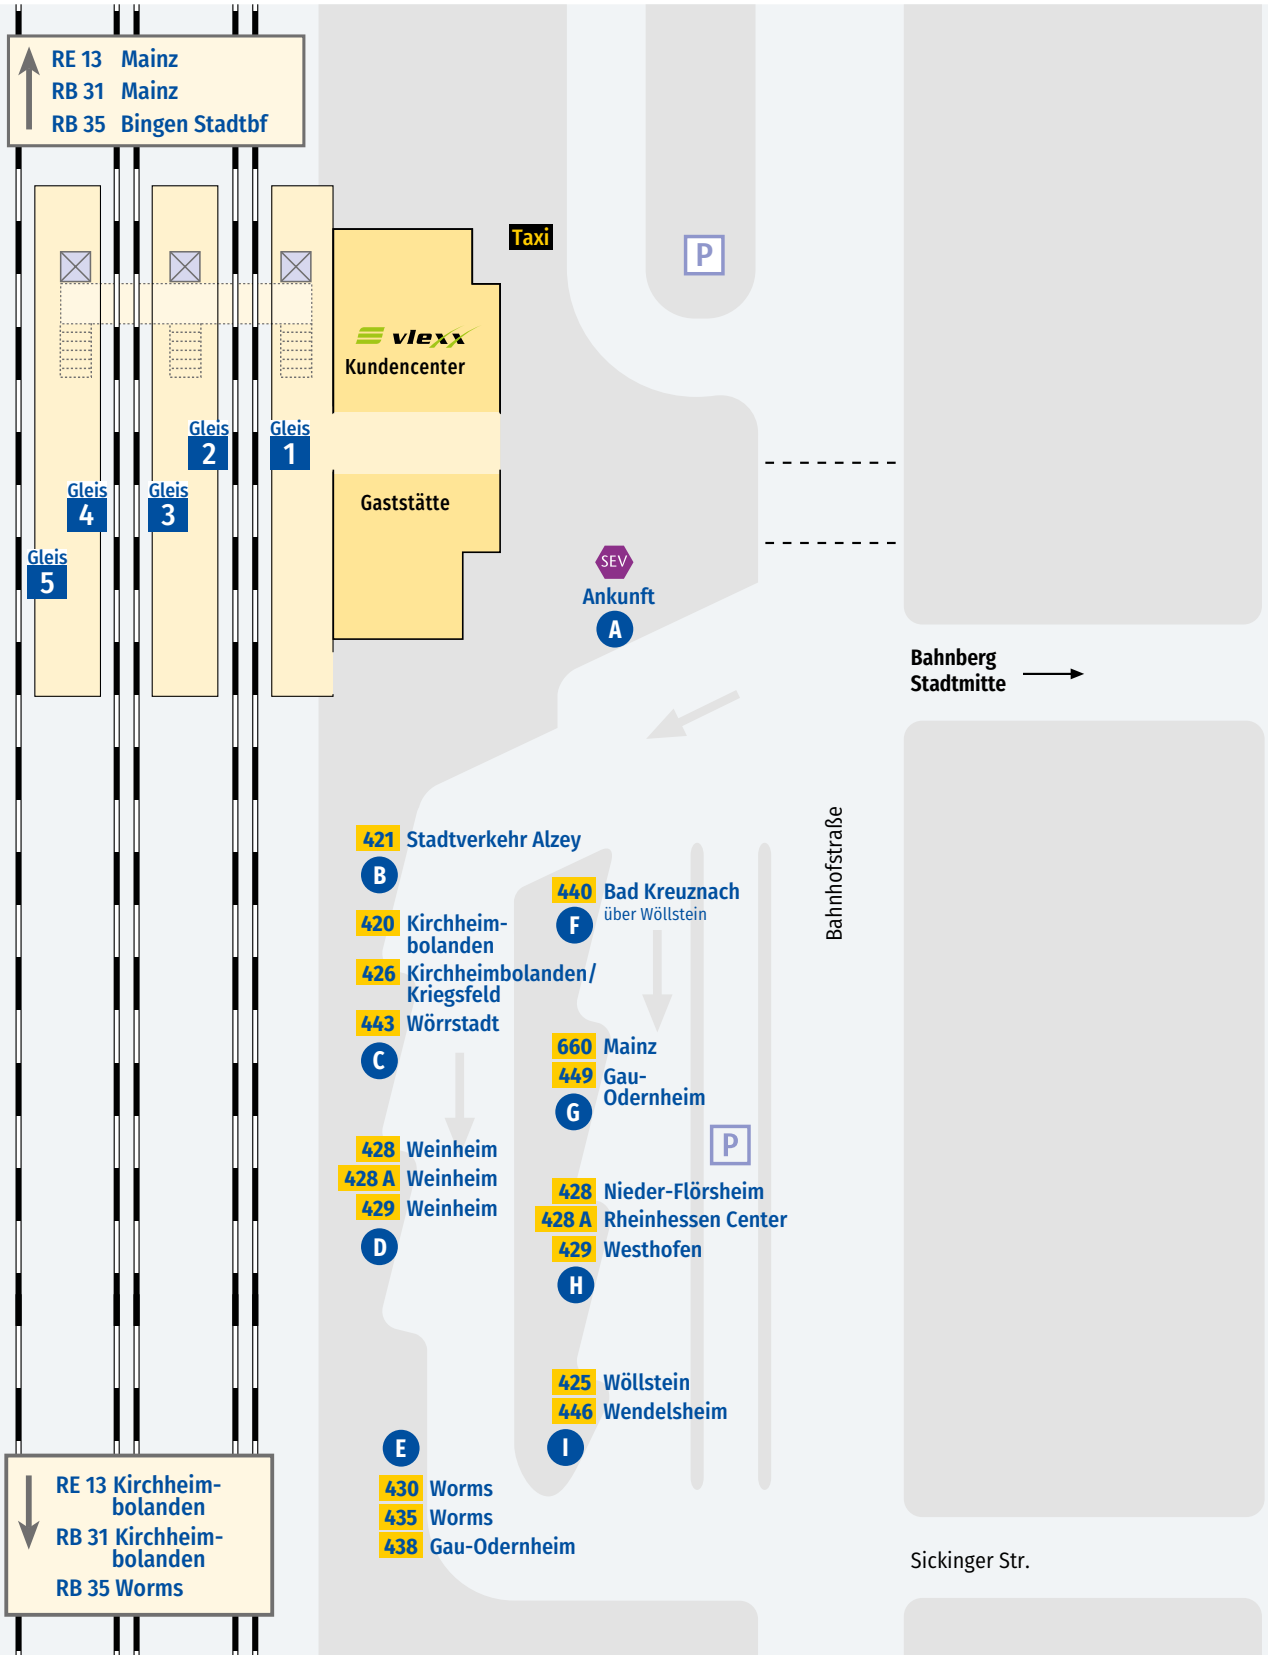 RE 13 Mainz
RB 31 Mainz
RB 35 Bingen Stadtbf
Taxi
P
vlexx
Kundencenter
Gleis
1
Gleis
2
Gleis
3
Gleis
4
Gleis
5
Gaststätte
SEV
Ankunft
A
Bahnberg
Stadtmitte
Bahnhofstraße
421 Stadtverkehr Alzey
B
420 Kirchheim-
bolanden
426 Kirchheimbolanden/
Kriegsfeld
443 Wörrstadt
C
428 Weinheim
428 A Weinheim
429 Weinheim
D
E
430 Worms
435 Worms
438 Gau-Odernheim
440 Bad Kreuznach
über Wöllstein
F
660 Mainz
449 Gau-
Odernheim
G
P
428 Nieder-Flörsheim
428 A Rheinhessen Center
429 Westhofen
H
425 Wöllstein
446 Wendelsheim
I
RE 13 Kirchheim-
bolanden
RB 31 Kirchheim-
bolanden
RB 35 Worms
Sickinger Str.